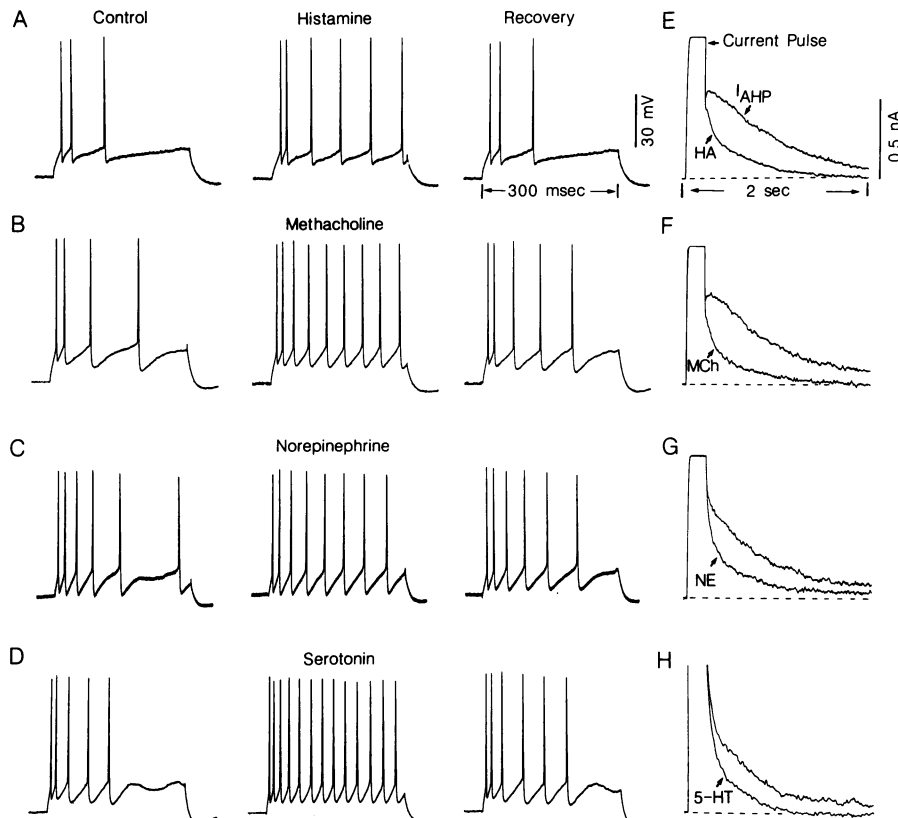 A
Control
Histamine
Recovery
30 mV
300 msec
E
Current Pulse
I AHP
HA
0.5 nA
2 sec
B
Methacholine
F
MCh
C
Norepinephrine
G
NE
D
Serotonin
H
5-HT